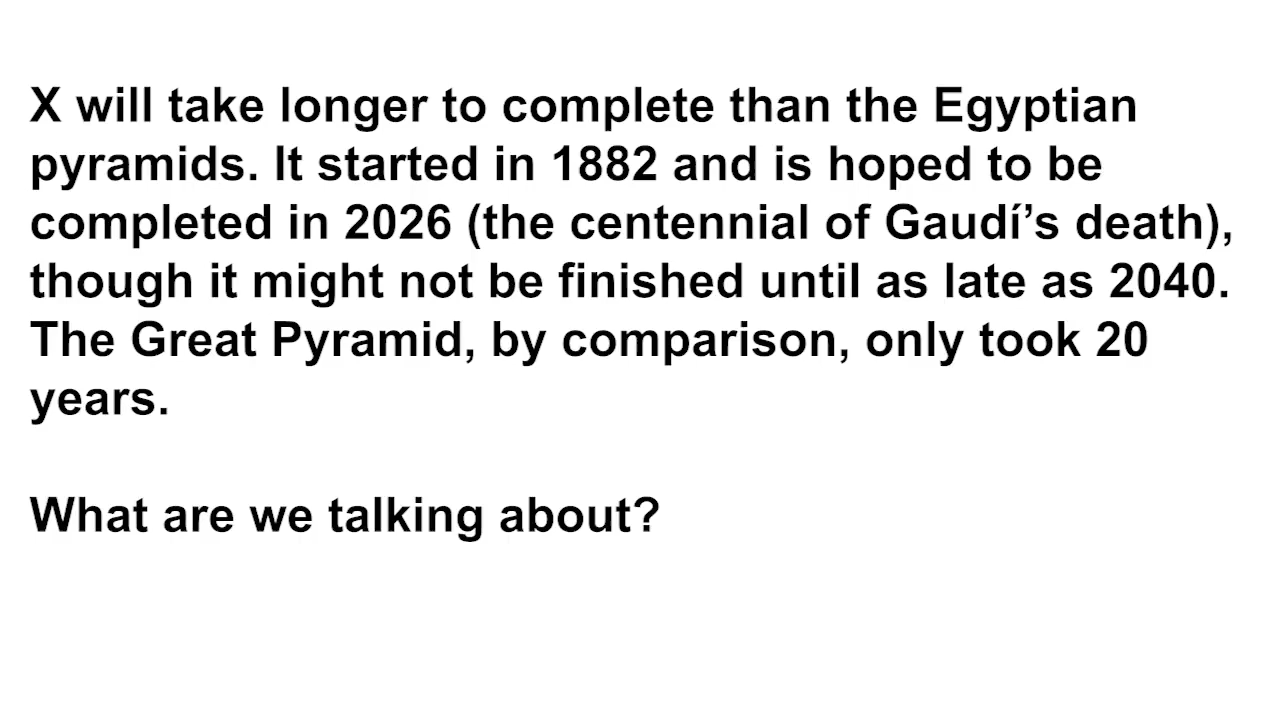 X will take longer to complete than the Egyptian
pyramids. It started in 1882 and is hoped to be
completed in 2026 (the centennial of Gaudí’s death),
though it might not be finished until as late as 2040.
The Great Pyramid, by comparison, only took 20
years.
What are we talking about?